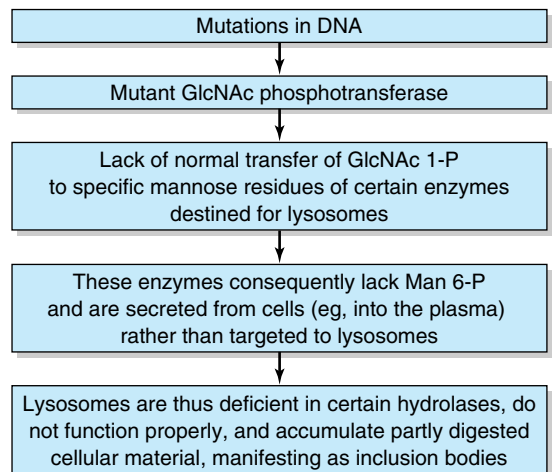 Mutations in DNA
Mutant GlcNAc phosphotransferase
Lack of normal transfer of GlcNAc 1-P
to specific mannose residues of certain enzymes
destined for lysosomes
These enzymes consequently lack Man 6-P
and are secreted from cells (eg, into the plasma)
rather than targeted to lysosomes
Lysosomes are thus deficient in certain hydrolases, do
not function properly, and accumulate partly digested
cellular material, manifesting as inclusion bodies